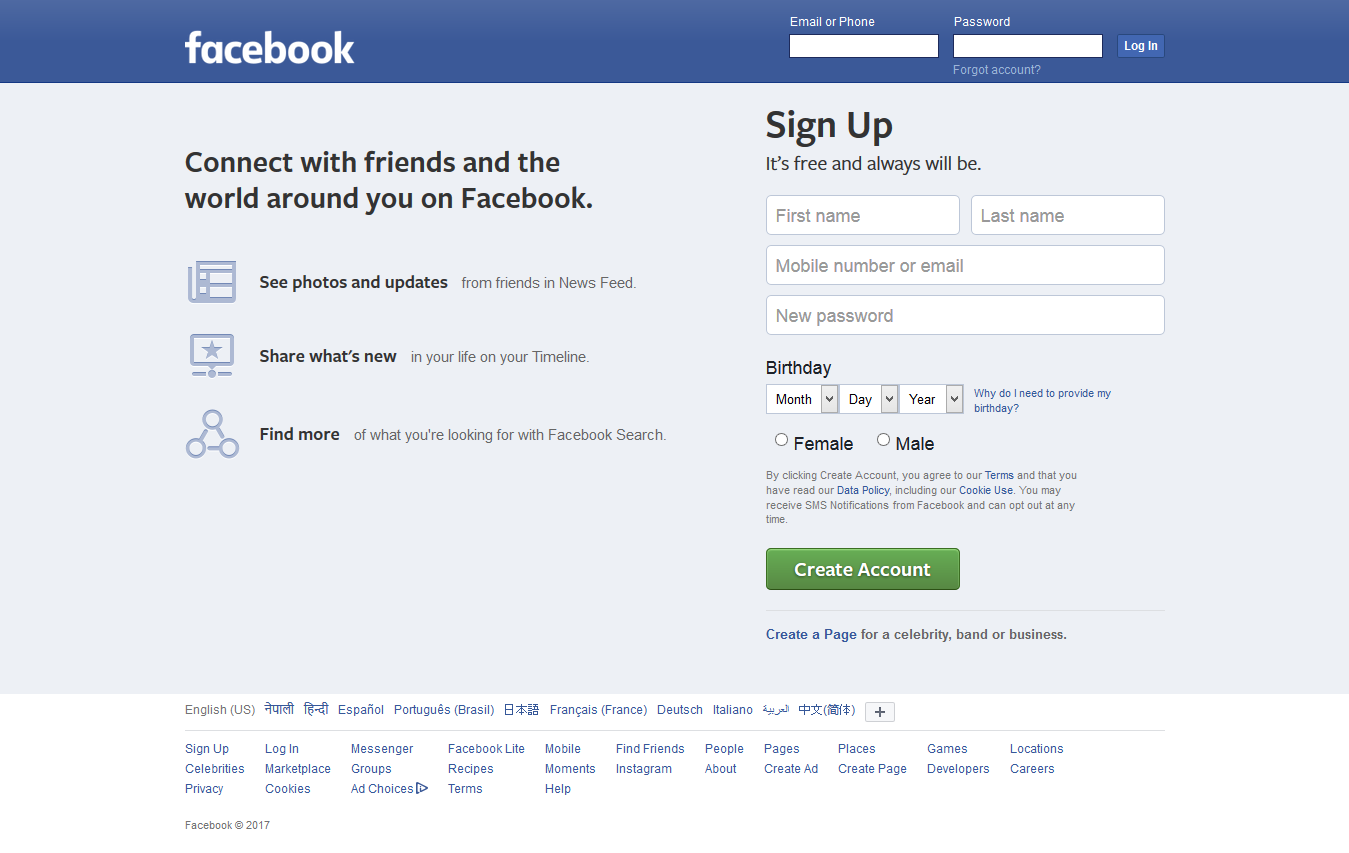 facebook
Email or Phone
Password
Log In
Forgot account?
Connect with friends and the
world around you on Facebook.
See photos and updates from friends in News Feed.
Share what's new in your life on your Timeline.
Find more of what you're looking for with Facebook Search.
Sign Up
It's free and always will be.
First name Last name
Mobile number or email
New password
Birthday
Month Day Year
Why do I need to provide my
birthday?
Female Male
By clicking Create Account, you agree to our Terms and that you
have read our Data Policy, including our Cookie Use. You may
receive SMS Notifications from Facebook and can opt out at any
time.
Create Account
Create a Page for a celebrity, band or business.
English (US) नेपाली हिन्दी Español Português (Brasil) 日本語 Français (France) Deutsch Italiano العربية 中文(简体) +
Sign Up Log In Messenger Facebook Lite Mobile Find Friends People Pages Places Games Locations
Celebrities Marketplace Groups Recipes Moments Instagram About Create Ad Create Page Developers Careers
Privacy Cookies Ad Choices Terms Help
Facebook © 2017